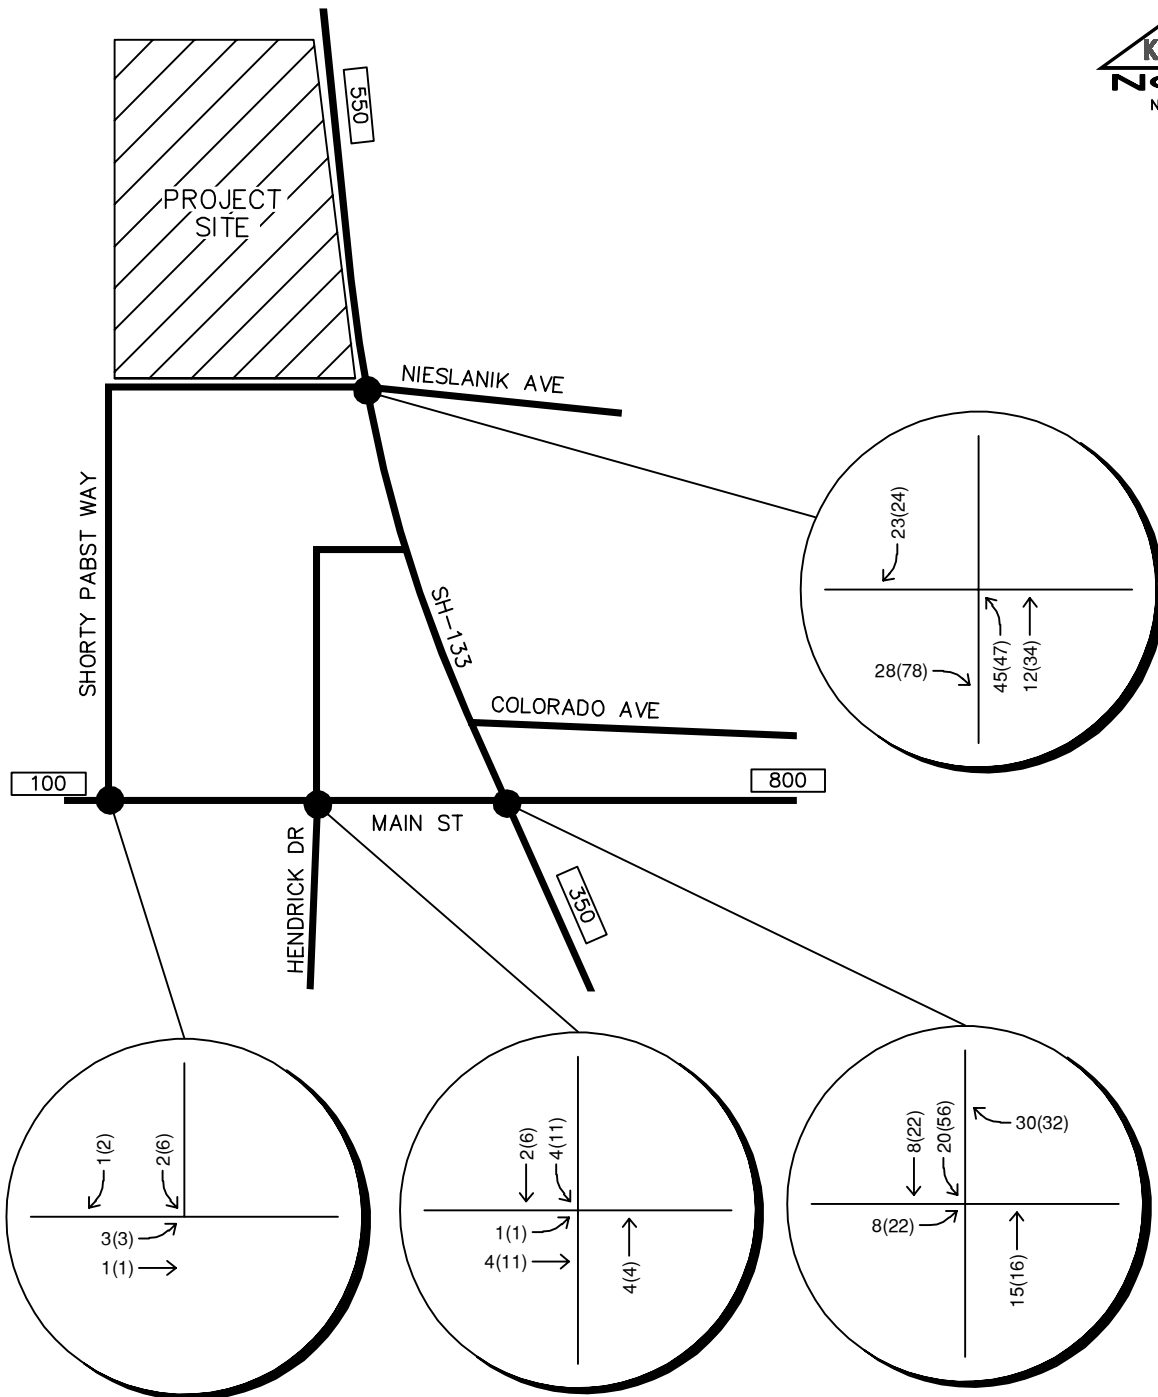 550
PROJECT
SITE
NIESLANIK AVE
SHORTY PABST WAY
SH-133
COLORADO AVE
100
800
MAIN ST
HENDRICK DR
350
23(24)
28(78)
45(47)
12(34)
1(2)
2(6)
3(3)
1(1)
2(6)
4(11)
1(1)
4(11)
4(4)
8(22)
20(56)
30(32)
8(22)
15(16)